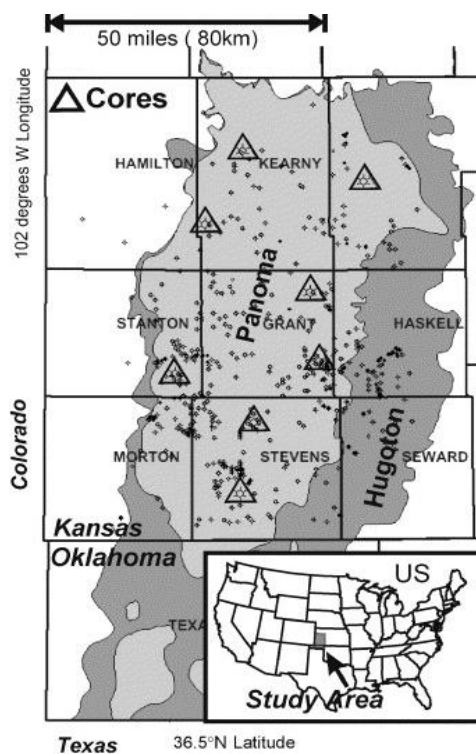 50 miles ( 80km)
Cores
102 degrees W Longitude
HAMILTON
KEARNY
Panoma
STANTON
GRANT
HASKELL
Hugoton
Colorado
MORTON
STEVENS
SEWARD
Kansas
Oklahoma
US
TEXA
Study Area
Texas
36.5°N Latitude